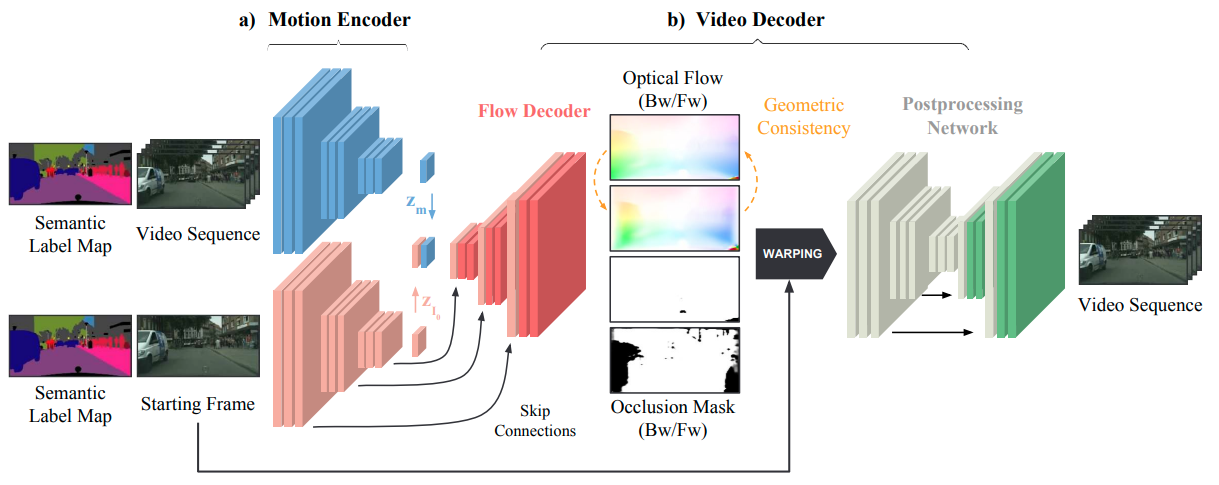 a) Motion Encoder
b) Video Decoder
Semantic
Label Map
Video Sequence
Semantic
Label Map
Starting Frame
z_m
z_{I_0}
Flow Decoder
Skip
Connections
Optical Flow
(Bw/Fw)
Occlusion Mask
(Bw/Fw)
Geometric
Consistency
WARPING
Postprocessing
Network
Video Sequence